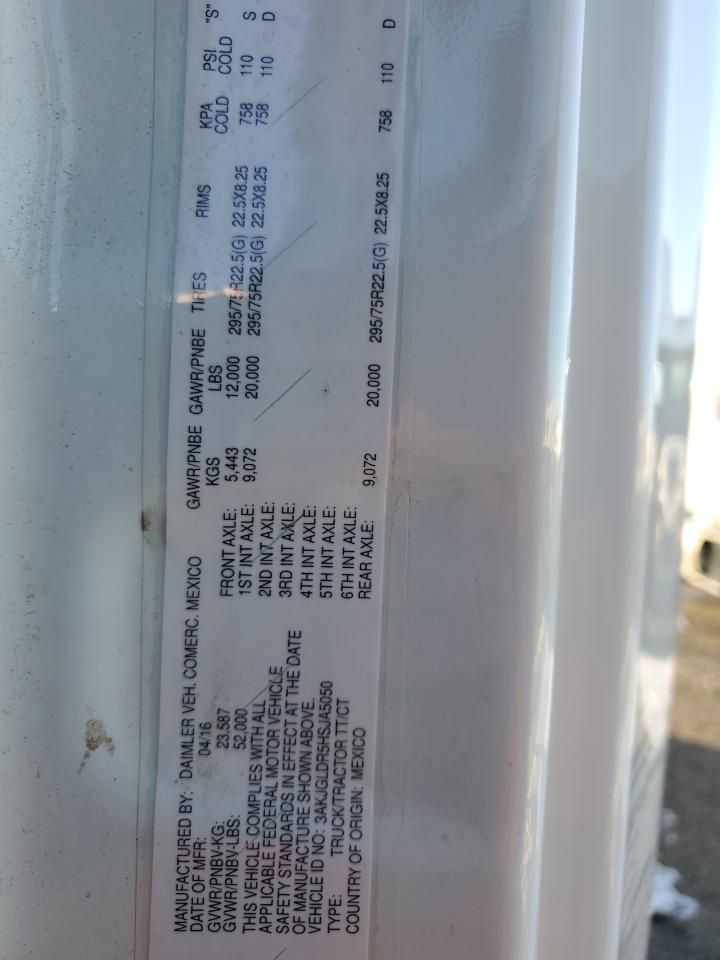 MANUFACTURED BY: DAIMLER VEH. COMERC. MEXICO
DATE OF MFR: 04/16
GVWR/PNBV-KG: 23,587
GVWR/PNBV-LBS: 52,000
THIS VEHICLE COMPLIES WITH ALL
APPLICABLE FEDERAL MOTOR VEHICLE
SAFETY STANDARDS IN EFFECT AT THE DATE
OF MANUFACTURE SHOWN ABOVE.
VEHICLE ID NO: 3AKJGLDR5HSJA5050
TYPE: TRUCK/TRACTOR TT/CT
COUNTRY OF ORIGIN: MEXICO
GAWR/PNBE GAWR/PNBE TIRES RIMS KPA PSI "S"
KGS LBS COLD COLD
FRONT AXLE: 5,443 12,000 295/75R22.5(G) 22.5X8.25 758 110 S
1ST INT AXLE: 9,072 20,000 295/75R22.5(G) 22.5X8.25 758 110 D
2ND INT AXLE:
3RD INT AXLE:
4TH INT AXLE:
5TH INT AXLE:
6TH INT AXLE:
REAR AXLE: 9,072 20,000 295/75R22.5(G) 22.5X8.25 758 110 D